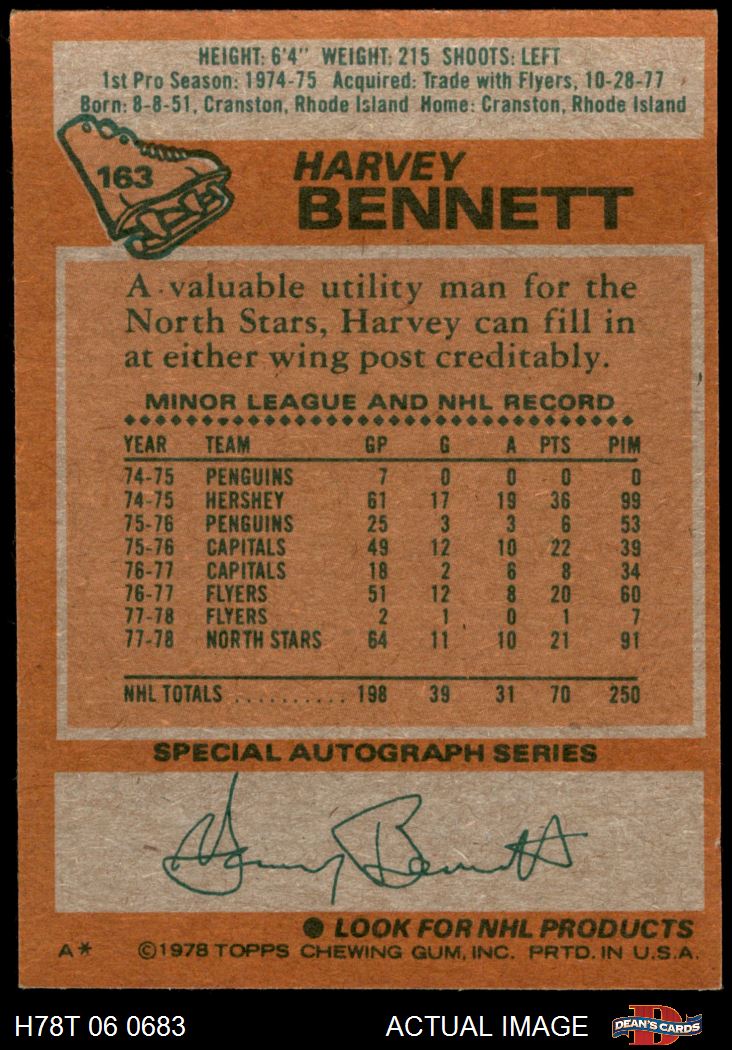 HEIGHT: 6'4" WEIGHT: 215 SHOOTS: LEFT
1st Pro Season: 1974-75 Acquired: Trade with Flyers, 10-28-77
Born: 8-8-51, Cranston, Rhode Island Home: Cranston, Rhode Island
163
HARVEY
BENNETT
A valuable utility man for the
North Stars, Harvey can fill in
at either wing post creditably.
MINOR LEAGUE AND NHL RECORD
YEAR TEAM GP G A PTS PIM
74-75 PENGUINS 7 0 0 0 0
74-75 HERSHEY 61 17 19 36 99
75-76 PENGUINS 25 3 3 6 53
75-76 CAPITALS 49 12 10 22 39
76-77 CAPITALS 18 2 6 8 34
76-77 FLYERS 51 12 8 20 60
77-78 FLYERS 2 1 0 1 7
77-78 NORTH STARS 64 11 10 21 91
NHL TOTALS .......... 198 39 31 70 250
SPECIAL AUTOGRAPH SERIES
Harvey Bennett
● LOOK FOR NHL PRODUCTS
A* ©1978 TOPPS CHEWING GUM, INC. PRTD. IN U.S.A.
H78T 06 0683 ACTUAL IMAGE DEAN'S CARDS